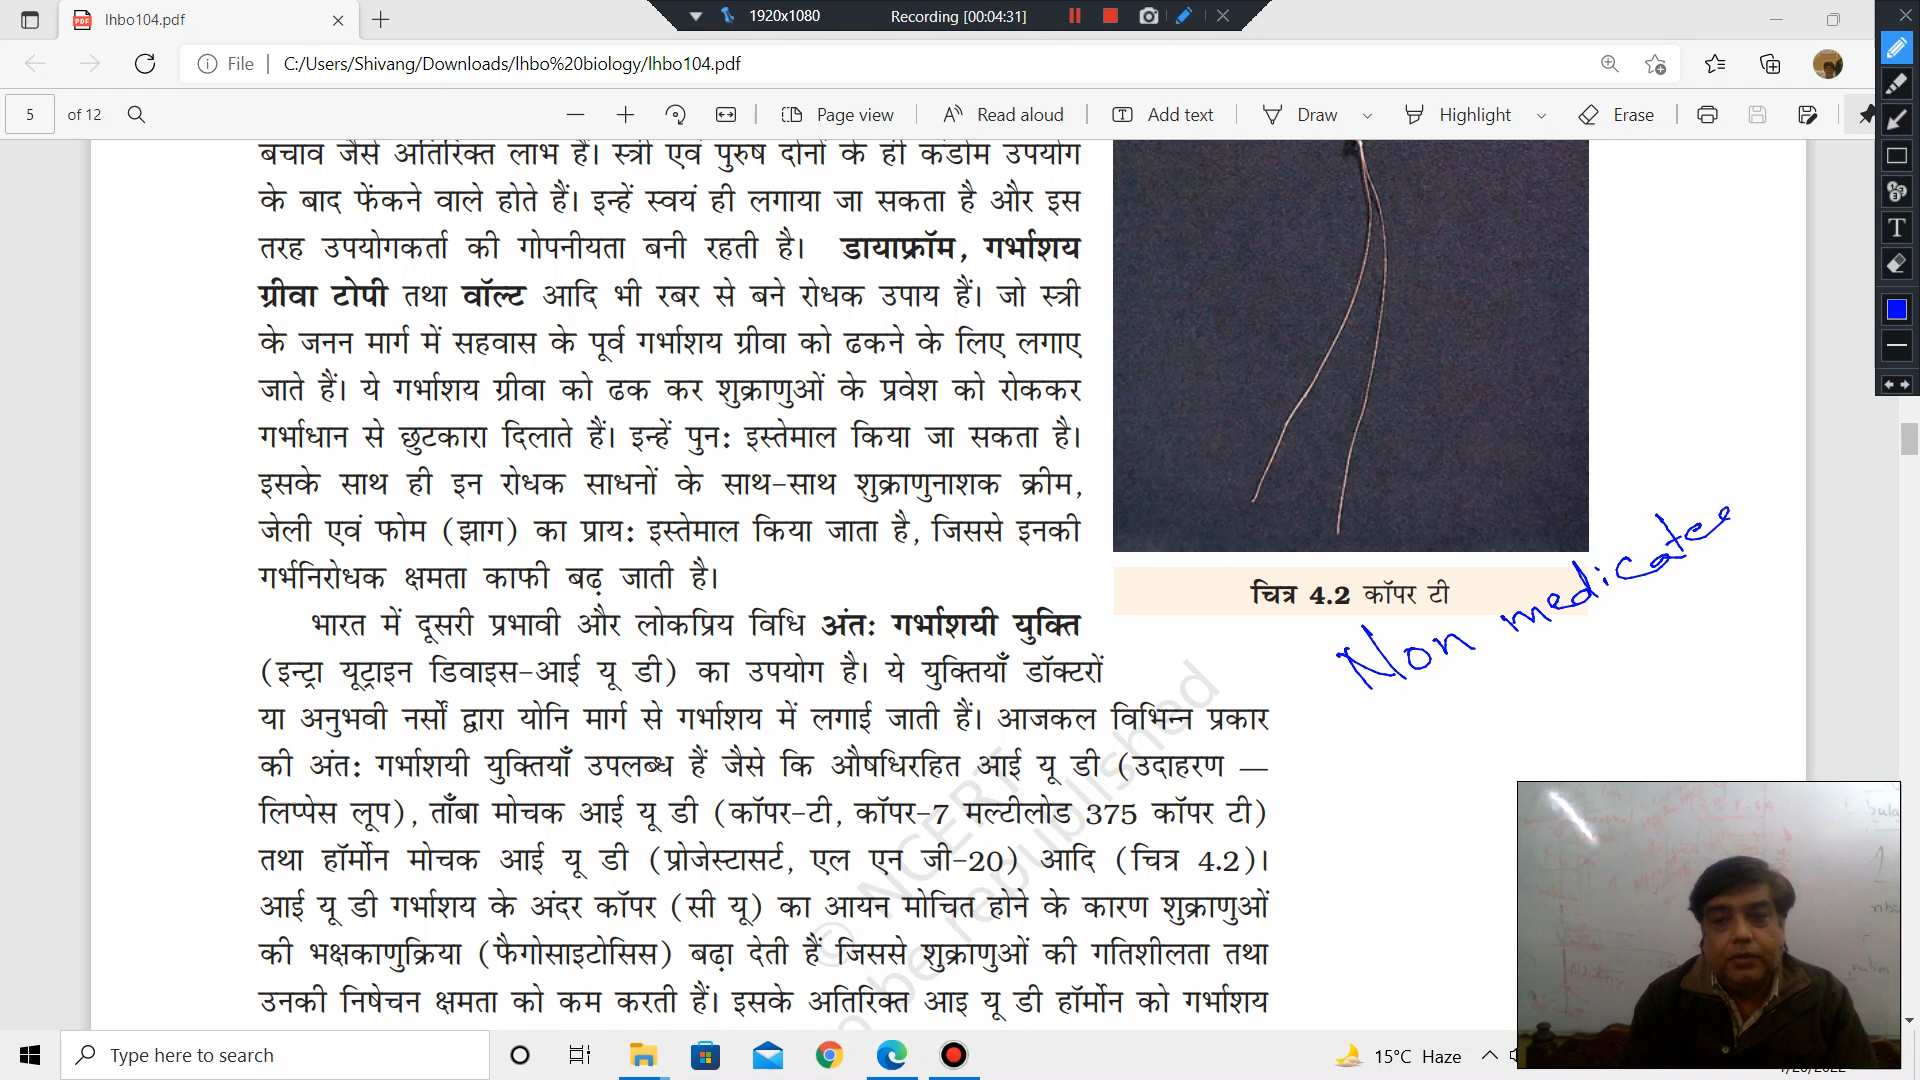 lhbo104.pdf
1920x1080
Recording [00:04:31]
File
C:/Users/Shivang/Downloads/lhbo%20biology/lhbo104.pdf
5 of 12
Page view
Read aloud
Add text
Draw
Highlight
Erase
बचाव जैसे अतिरिक्त लाभ हैं। स्त्री एवं पुरुष दोनों के ही कंडोम उपयोग
के बाद फेंकने वाले होते हैं। इन्हें स्वयं ही लगाया जा सकता है और इस
तरह उपयोगकर्ता की गोपनीयता बनी रहती है। डायाफ्रॉम, गर्भाशय
ग्रीवा टोपी तथा वॉल्ट आदि भी रबर से बने रोधक उपाय हैं। जो स्त्री
के जनन मार्ग में सहवास के पूर्व गर्भाशय ग्रीवा को ढकने के लिए लगाए
जाते हैं। ये गर्भाशय ग्रीवा को ढक कर शुक्राणुओं के प्रवेश को रोककर
गर्भाधान से छुटकारा दिलाते हैं। इन्हें पुन: इस्तेमाल किया जा सकता है।
इसके साथ ही इन रोधक साधनों के साथ-साथ शुक्राणुनाशक क्रीम,
जेली एवं फोम (झाग) का प्राय: इस्तेमाल किया जाता है, जिससे इनकी
गर्भनिरोधक क्षमता काफी बढ़ जाती है।
चित्र 4.2 कॉपर टी
Non medicatee
भारत में दूसरी प्रभावी और लोकप्रिय विधि अंत: गर्भाशयी युक्ति
(इन्ट्रा यूट्राइन डिवाइस-आई यू डी) का उपयोग है। ये युक्तियाँ डॉक्टरों
या अनुभवी नर्सों द्वारा योनि मार्ग से गर्भाशय में लगाई जाती हैं। आजकल विभिन्न प्रकार
की अंत: गर्भाशयी युक्तियाँ उपलब्ध हैं जैसे कि औषधिरहित आई यू डी (उदाहरण —
लिप्पेस लूप), ताँबा मोचक आई यू डी (कॉपर-टी, कॉपर-7 मल्टीलोड 375 कॉपर टी)
तथा हॉर्मोन मोचक आई यू डी (प्रोजेस्टासर्ट, एल एन जी-20) आदि (चित्र 4.2)।
आई यू डी गर्भाशय के अंदर कॉपर (सी यू) का आयन मोचित होने के कारण शुक्राणुओं
की भक्षकाणुक्रिया (फैगोसाइटोसिस) बढ़ा देती हैं जिससे शुक्राणुओं की गतिशीलता तथा
उनकी निषेचन क्षमता को कम करती हैं। इसके अतिरिक्त आइ यू डी हॉर्मोन को गर्भाशय
© NCERT
be republished
Type here to search
15°C Haze